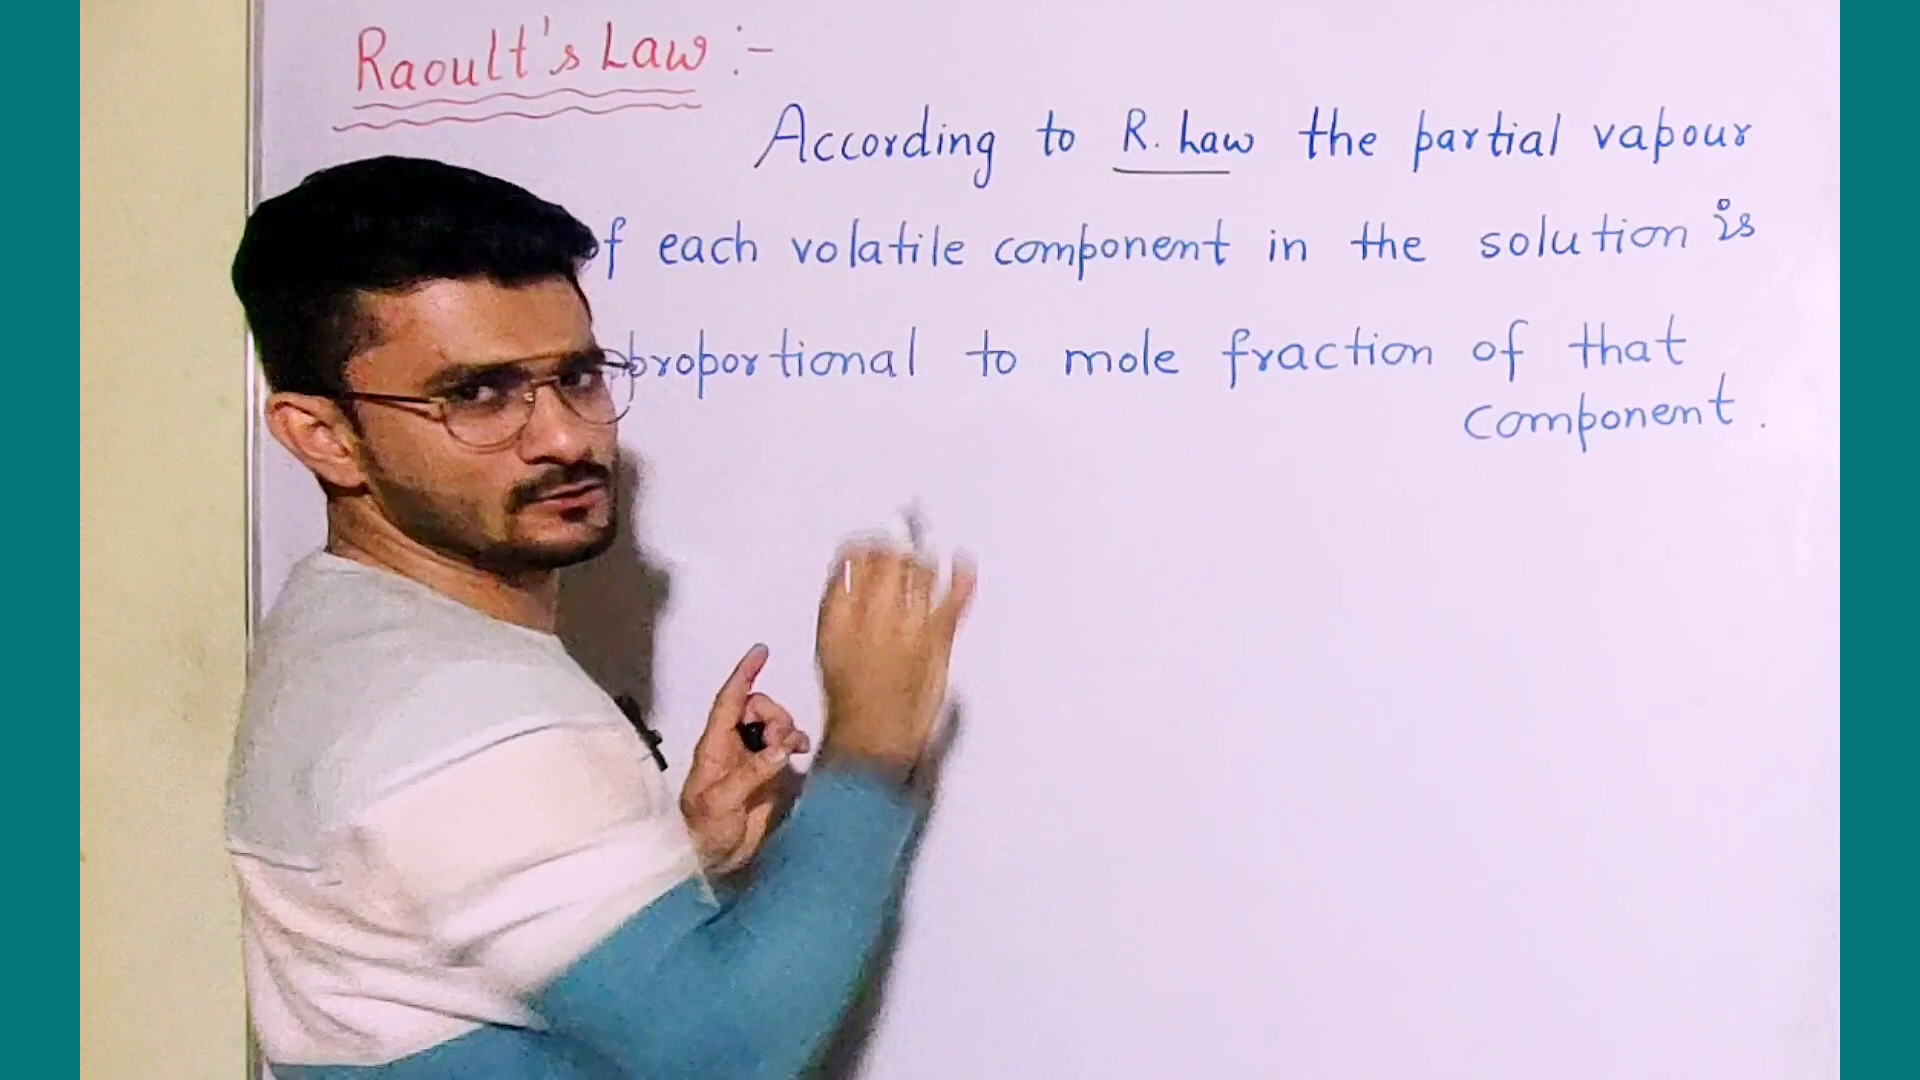 Raoult's Law :-
According to R. Law the partial vapour
of each volatile component in the solution is
proportional to mole fraction of that
component.